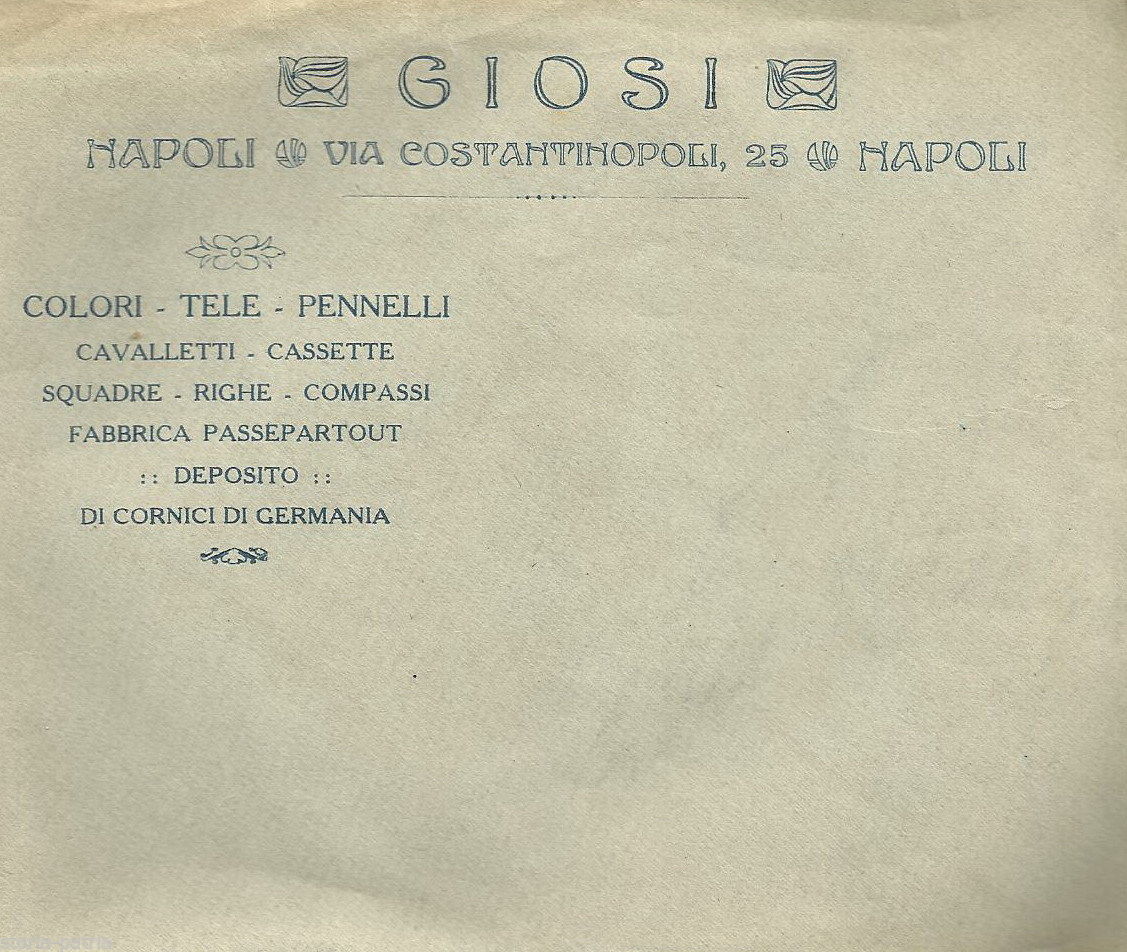 GIOSI
NAPOLI VIA COSTANTINOPOLI, 25 NAPOLI
COLORI - TELE - PENNELLI
CAVALLETTI - CASSETTE
SQUADRE - RIGHE - COMPASSI
FABBRICA PASSEPARTOUT
:: DEPOSITO ::
DI CORNICI DI GERMANIA